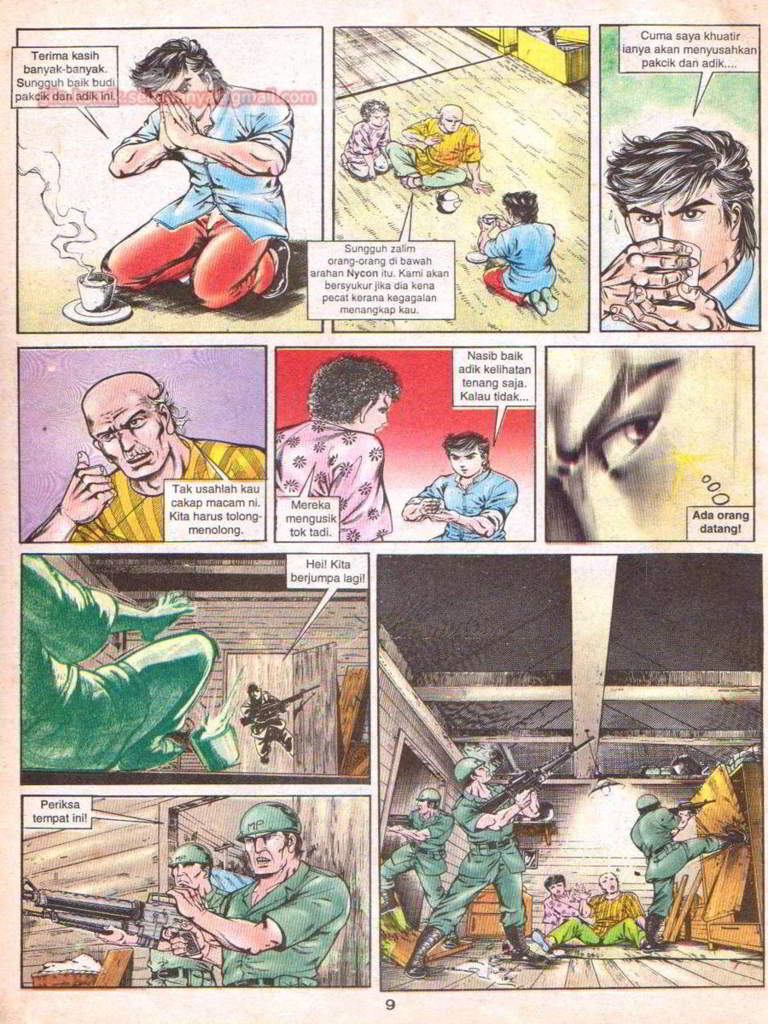 Terima kasih
banyak-banyak.
Sungguh baik budi
pakcik dan adik ini.
Sungguh zalim
orang-orang di bawah
arahan Nycon itu. Kami akan
bersyukur jika dia kena
pecat kerana kegagalan
menangkap kau.
Cuma saya khuatir
ianya akan menyusahkan
pakcik dan adik....
Tak usahlah kau
cakap macam ni.
Kita harus tolong-
menolong.
Mereka
mengusik
tok tadi.
Nasib baik
adik kelihatan
tenang saja.
Kalau tidak...
Ada orang
datang!
Hei! Kita
berjumpa lagi!
Periksa
tempat ini!
MP
9